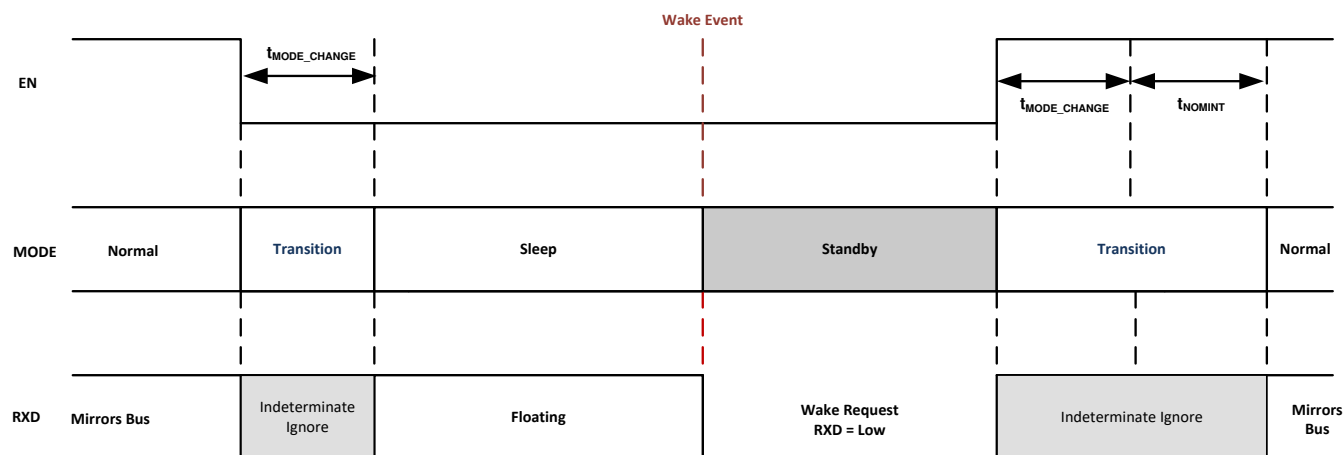 Wake Event
EN
tMODE_CHANGE
tMODE_CHANGE
tNOMINT
MODE
Normal
Transition
Sleep
Standby
Transition
Normal
RXD
Mirrors Bus
Indeterminate
Ignore
Floating
Wake Request
RXD = Low
Indeterminate Ignore
Mirrors
Bus